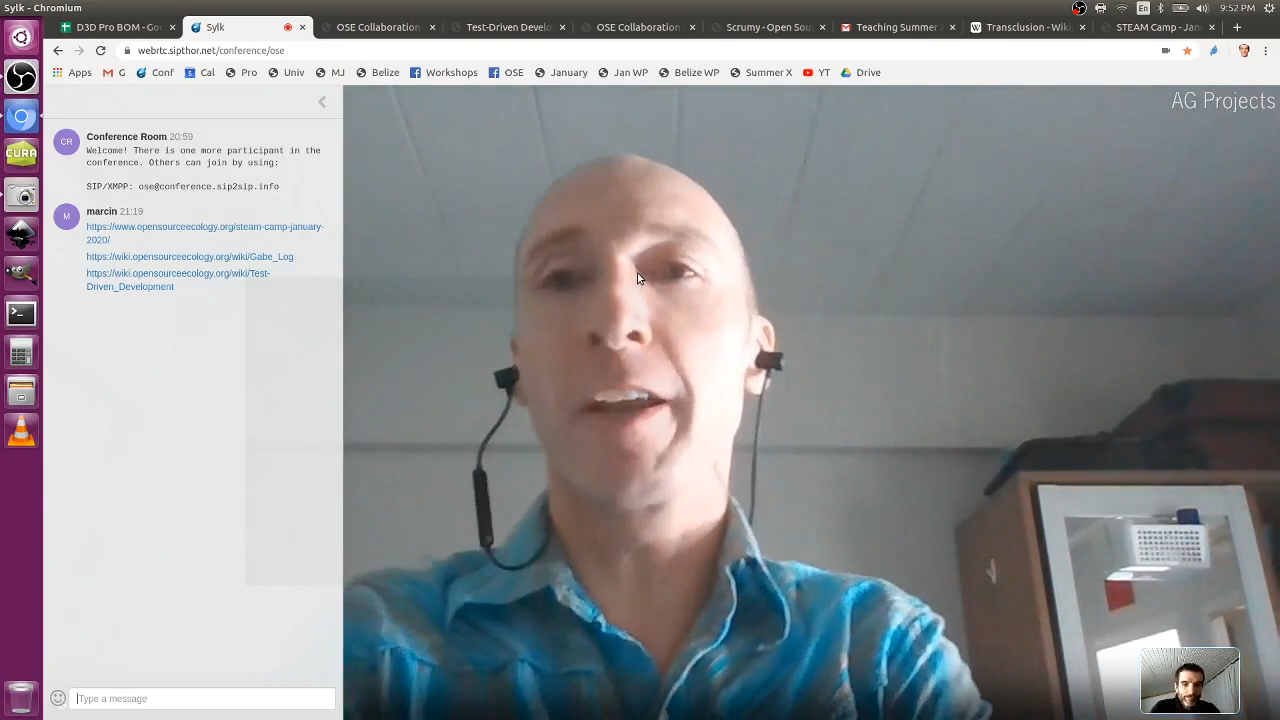 Sylk - Chromium
En
9:52 PM
D3D Pro BOM - Goo
Sylk
OSE Collaboration
Test-Driven Develo
OSE Collaboration
Scrumy - Open Sou
Teaching Summer
Transclusion - Wiki
STEAM Camp - Jan
webrtc.sipthor.net/conference/ose
Apps
G
Conf
Cal
Pro
Univ
MJ
Belize
Workshops
OSE
January
Jan WP
Belize WP
Summer X
YT
Drive
AG Projects
CR
Conference Room 20:59
Welcome! There is one more participant in the
conference. Others can join by using:
SIP/XMPP: ose@conference.sip2sip.info
M
marcin 21:19
https://www.opensourceecology.org/steam-camp-january-
2020/
https://wiki.opensourceecology.org/wiki/Gabe_Log
https://wiki.opensourceecology.org/wiki/Test-
Driven_Development
CURA
Type a message